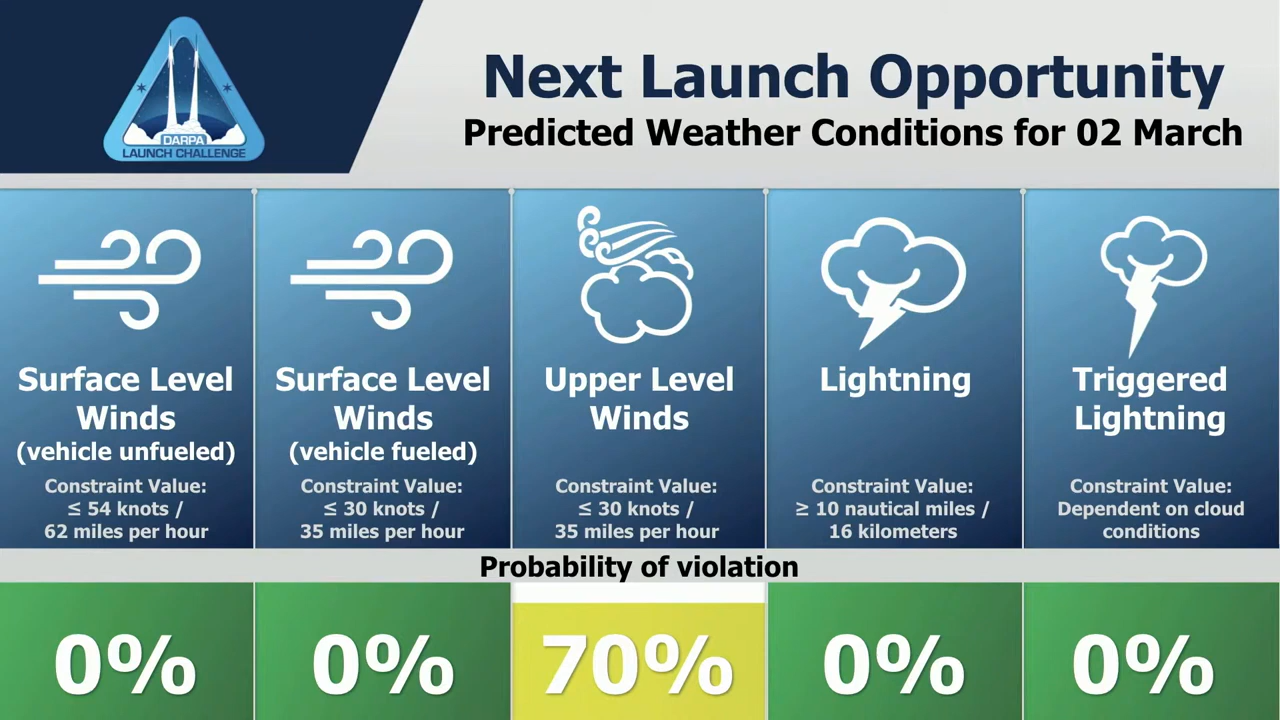 DARPA
LAUNCH CHALLENGE
Next Launch Opportunity
Predicted Weather Conditions for 02 March
Surface Level
Winds
(vehicle unfueled)
Constraint Value:
≤ 54 knots /
62 miles per hour
Surface Level
Winds
(vehicle fueled)
Constraint Value:
≤ 30 knots /
35 miles per hour
Upper Level
Winds
Constraint Value:
≤ 30 knots /
35 miles per hour
Lightning
Constraint Value:
≥ 10 nautical miles /
16 kilometers
Triggered
Lightning
Constraint Value:
Dependent on cloud
conditions
Probability of violation
0%
0%
70%
0%
0%